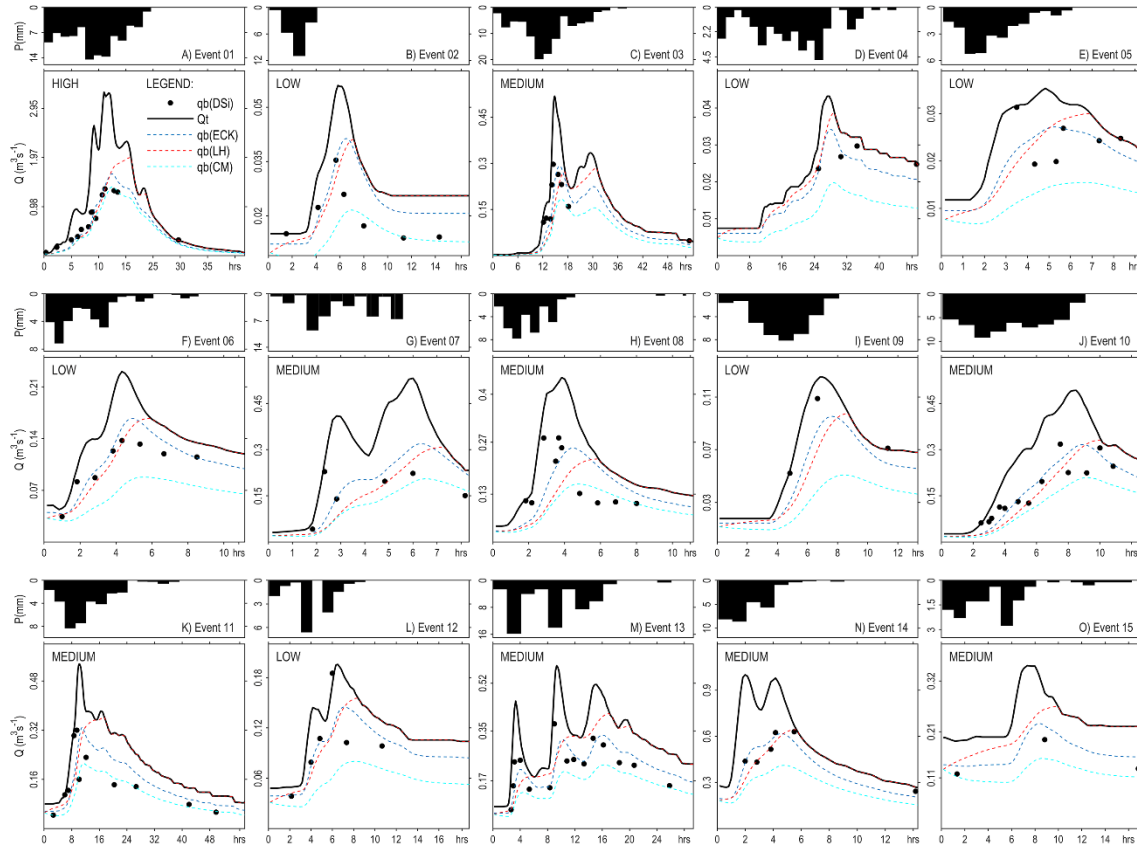 P(mm)
0
7
14
A) Event 01
0
6
12
B) Event 02
0
10
20
C) Event 03
0
2.2
4.5
D) Event 04
0
3
6
E) Event 05
HIGH
LEGEND:
qb(DSi)
Qt
qb(ECK)
qb(LH)
qb(CM)
Q (m³s⁻¹)
2.95
1.97
0.98
0 5 10 15 20 25 30 35 hrs
LOW
0.05
0.035
0.02
0 2 4 6 8 10 12 14 hrs
MEDIUM
0.45
0.3
0.15
0 6 12 18 24 30 36 42 48 hrs
LOW
0.04
0.03
0.02
0.01
0 8 16 24 32 40 hrs
LOW
0.03
0.02
0.01
0 1 2 3 4 5 6 7 8 hrs
P(mm)
0
4
8
F) Event 06
0
7
14
G) Event 07
0
4
8
H) Event 08
0
4
8
I) Event 09
0
5
10
J) Event 10
LOW
Q (m³s⁻¹)
0.21
0.14
0.07
0 2 4 6 8 10 hrs
MEDIUM
0.45
0.3
0.15
0 1 2 3 4 5 6 7 hrs
MEDIUM
0.4
0.27
0.13
0 2 4 6 8 10 hrs
LOW
0.11
0.07
0.03
0 2 4 6 8 10 12 hrs
MEDIUM
0.45
0.3
0.15
0 2 4 6 8 10 hrs
P(mm)
0
4
8
K) Event 11
0
3
6
L) Event 12
0
8
16
M) Event 13
0
5
10
N) Event 14
0
1.5
3
O) Event 15
MEDIUM
Q (m³s⁻¹)
0.48
0.32
0.16
0 6 12 18 24 30 36 42 50 hrs
LOW
0.18
0.12
0.06
0 2 4 6 8 10 12 14 hrs
MEDIUM
0.52
0.35
0.17
0 4 8 12 16 20 24 hrs
MEDIUM
0.9
0.6
0.3
0 2 4 6 8 10 12 hrs
MEDIUM
0.32
0.21
0.11
0 2 4 6 8 10 12 14 hrs